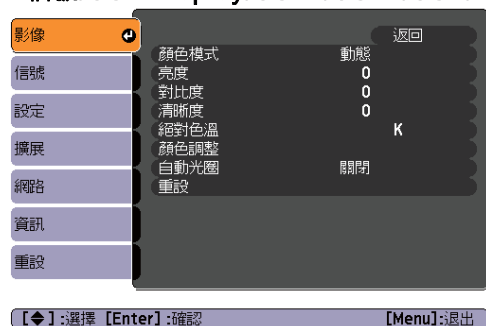 影像
返回
顏色模式 動態
亮度 0
對比度 0
清晰度 0
絕對色溫 K
顏色調整
自動光圈 關閉
重設
信號
設定
擴展
網路
資訊
重設
[◆]:選擇 [Enter]:確認 [Menu]:退出